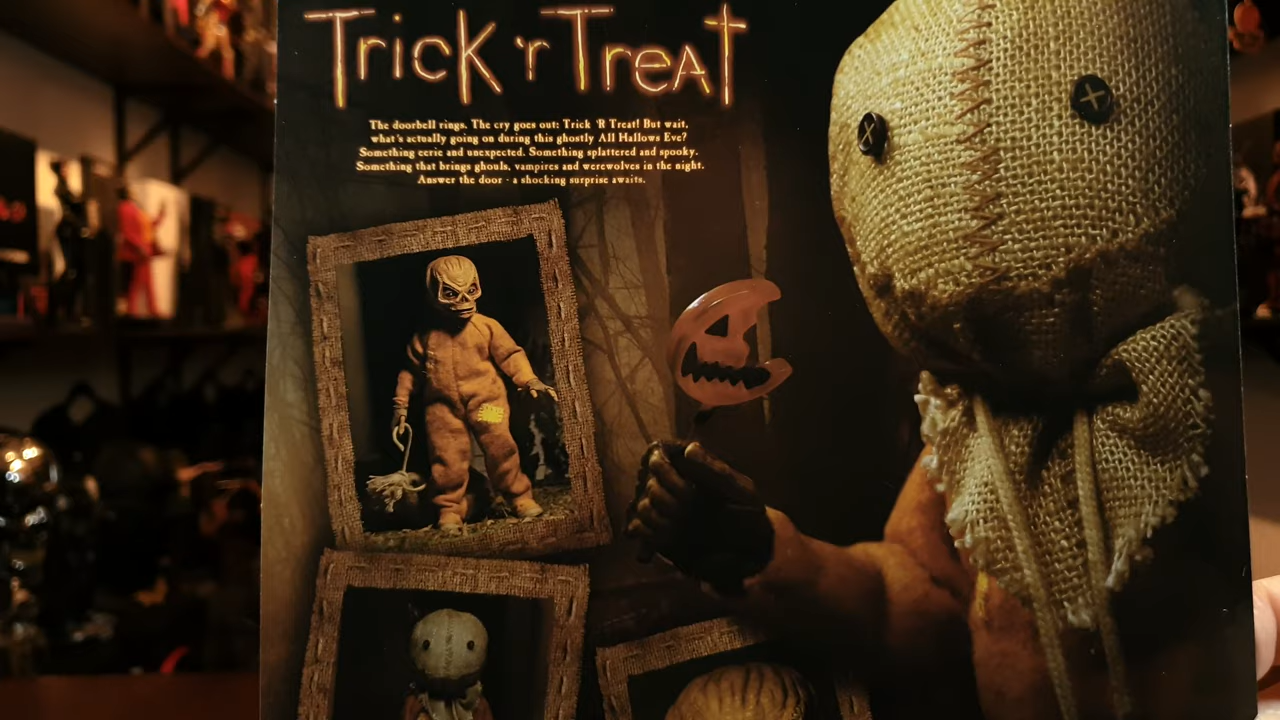 Trick 'r Treat
The doorbell rings. The cry goes out: Trick 'R Treat! But wait,
what's actually going on during this ghostly All Hallows Eve?
Something eerie and unexpected. Something splattered and spooky.
Something that brings ghouls, vampires and werewolves in the night.
Answer the door - a shocking surprise awaits.